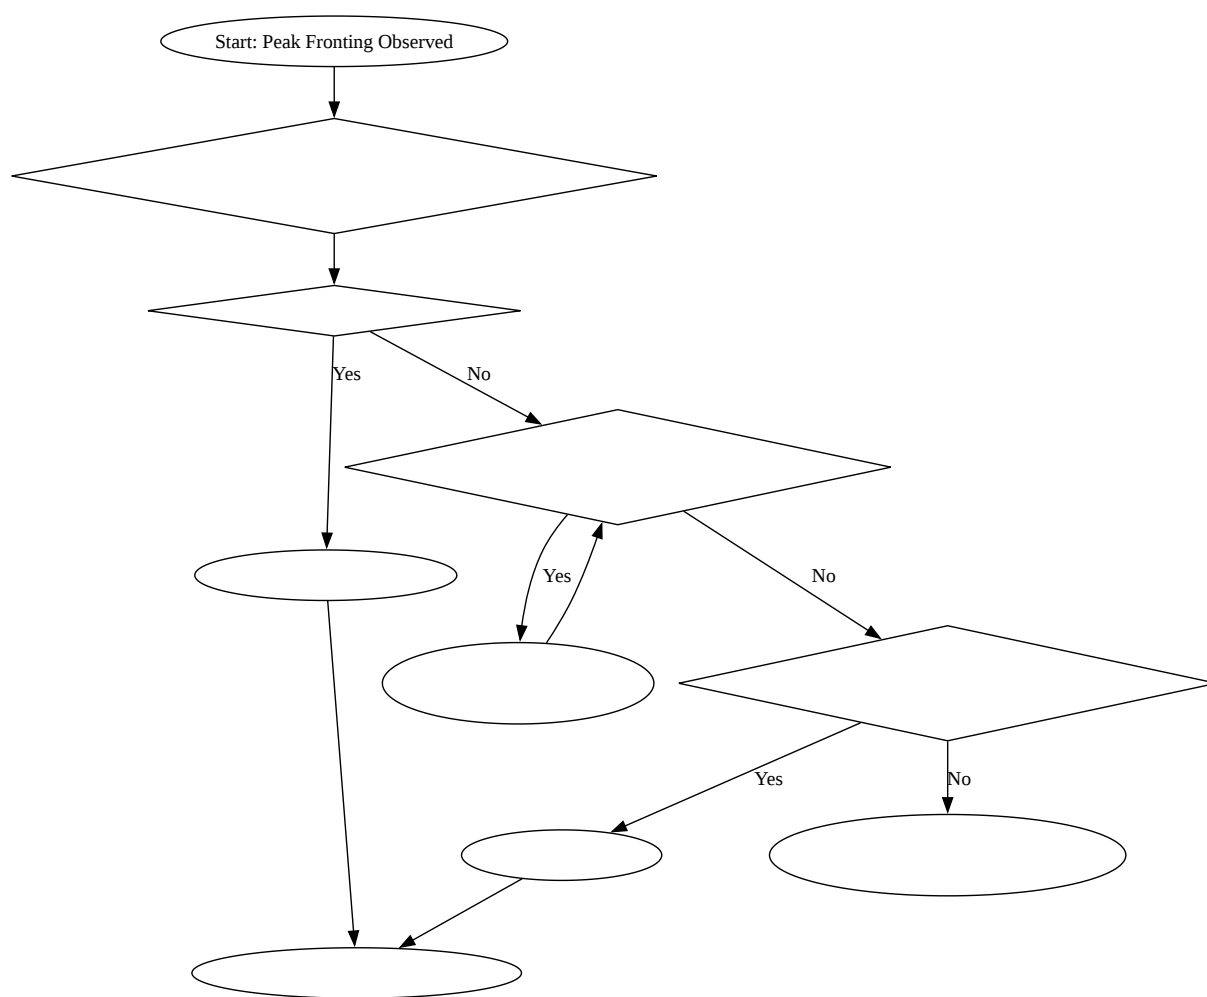 Start: Peak Fronting Observed
Yes
No
Yes
No
Yes
No